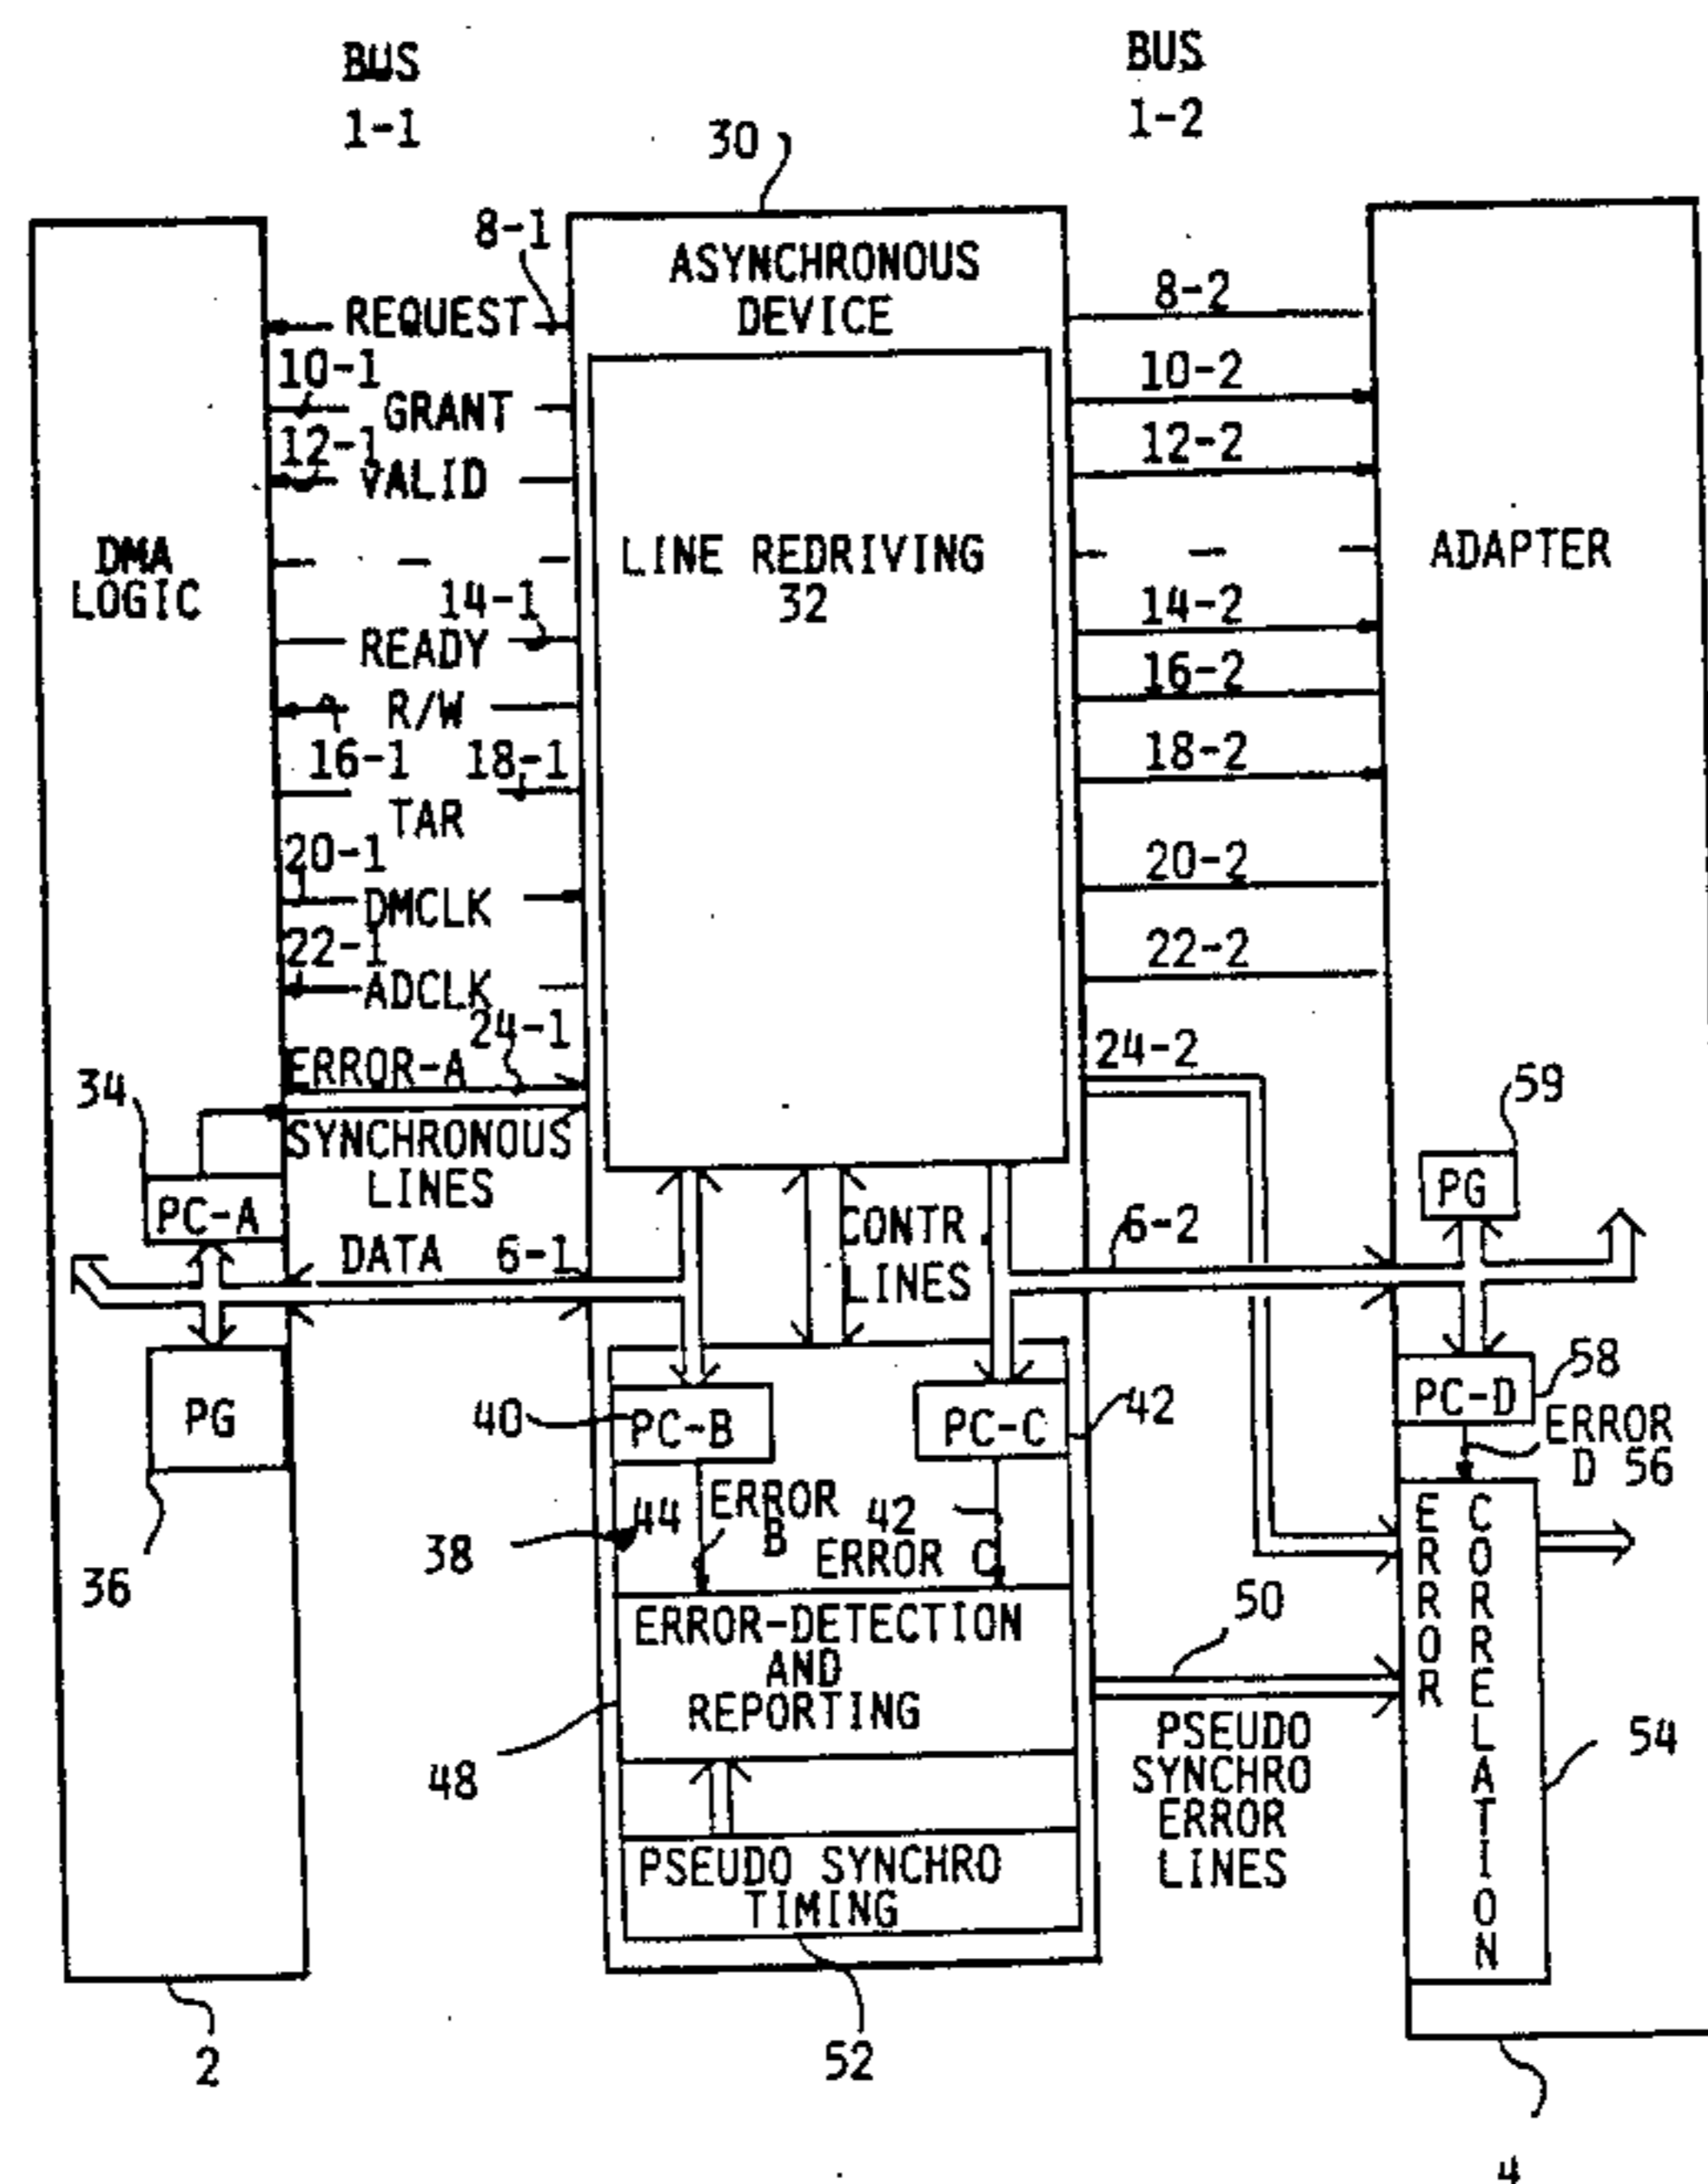 BUS
1-1
BUS
1-2
30
8-1
ASYNCHRONOUS
DEVICE
REQUEST
8-2
10-1
GRANT
10-2
12-1
VALID
12-2
DMA
LOGIC
LINE REDRIVING
32
ADAPTER
14-1
READY
14-2
R/W
16-2
16-1
18-1
TAR
18-2
20-1
DMCLK
20-2
22-1
ADCLK
22-2
24-1
ERROR-A
24-2
34
SYNCHRONOUS
LINES
59
PG
PC-A
DATA
6-1
CONTR
LINES
6-2
PG
36
40
PC-B
PC-C
42
PC-D
58
ERROR
D 56
44
ERROR
B
42
ERROR C
38
ERROR
CORRELATION
ERROR-DETECTION
AND
REPORTING
48
50
PSEUDO
SYNCHRO
ERROR
LINES
54
PSEUDO SYNCHRO
TIMING
2
52
4